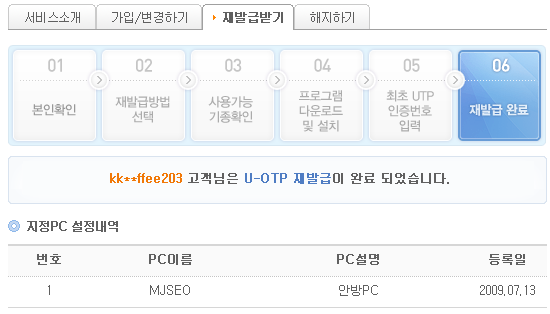 서비스소개 가입/변경하기 재발급받기 해지하기
01 02 03 04 05 06
본인확인
재발급방법
선택
사용가능
기종확인
프로그램
다운로드
및 설치
최초 UTP
인증번호
입력
재발급 완료
kk**ffee203 고객님은 U-OTP 재발급이 완료 되었습니다.
지정PC 설정내역
번호 PC이름 PC설명 등록일
1 MJSEO 안방PC 2009,07,13